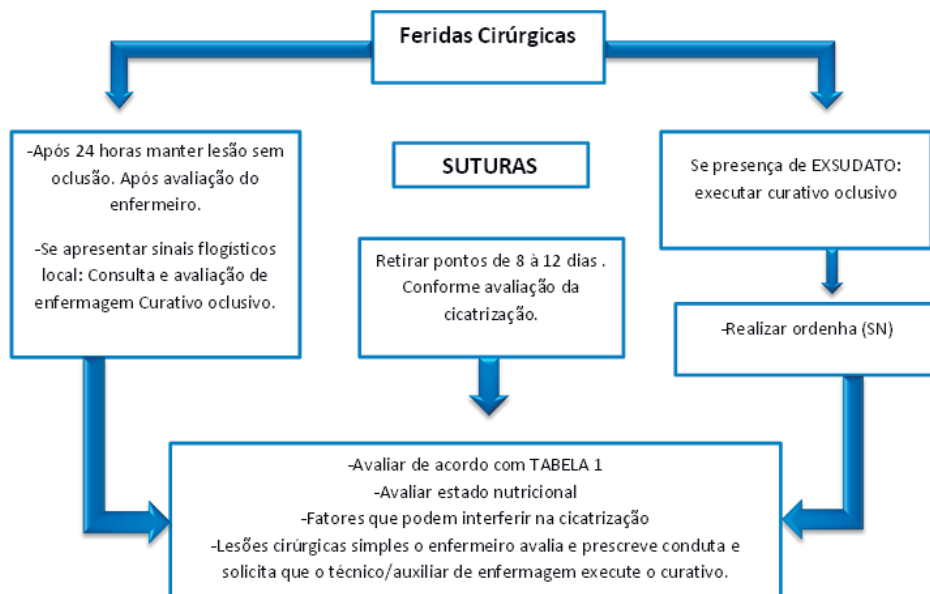 Feridas Cirúrgicas
-Após 24 horas manter lesão sem
oclusão. Após avaliação do
enfermeiro.
-Se apresentar sinais flogísticos
local: Consulta e avaliação de
enfermagem Curativo oclusivo.
SUTURAS
Retirar pontos de 8 à 12 dias .
Conforme avaliação da
cicatrização.
Se presença de EXSUDATO:
executar curativo oclusivo
-Realizar ordenha (SN)
-Avaliar de acordo com TABELA 1
-Avaliar estado nutricional
-Fatores que podem interferir na cicatrização
-Lesões cirúrgicas simples o enfermeiro avalia e prescreve conduta e
solicita que o técnico/auxiliar de enfermagem execute o curativo.